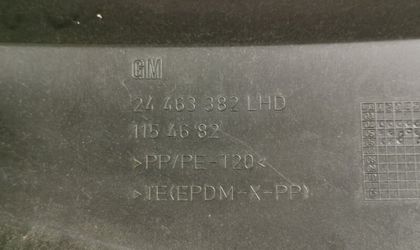 GM
24 463 382 LHD
115 46 82
>PP/PE-T20<
>TE(EPDM-X-PP)